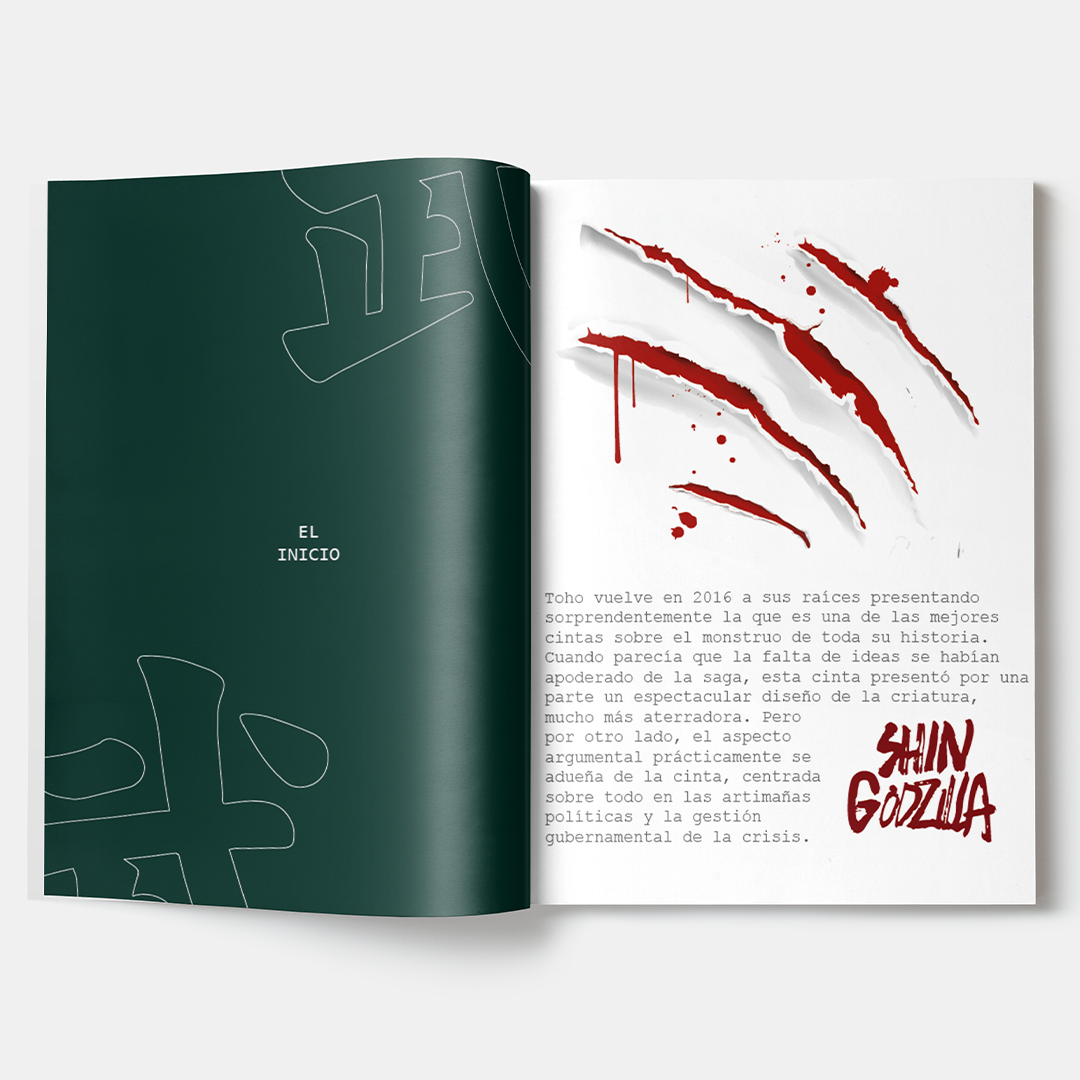 EL
INICIO
Toho vuelve en 2016 a sus raíces presentando
sorprendentemente la que es una de las mejores
cintas sobre el monstruo de toda su historia.
Cuando parecía que la falta de ideas se habían
apoderado de la saga, esta cinta presentó por una
parte un espectacular diseño de la criatura,
mucho más aterradora. Pero
por otro lado, el aspecto
argumental prácticamente se
adueña de la cinta, centrada
sobre todo en las artimañas
políticas y la gestión
gubernamental de la crisis.
SHIN
GODZILLA